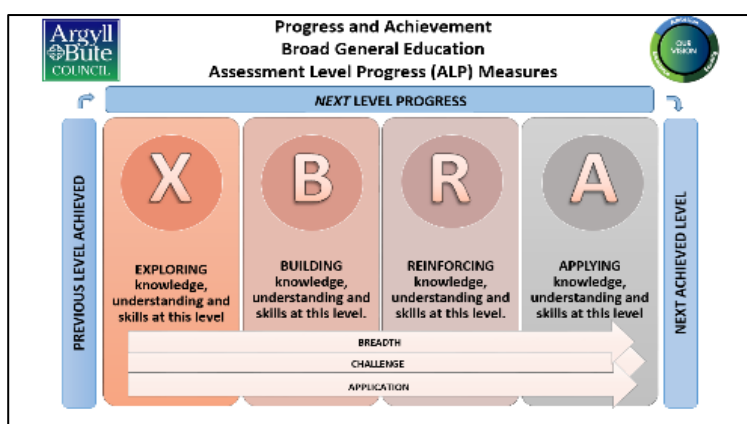 Argyll
&Bute
COUNCIL
Progress and Achievement
Broad General Education
Assessment Level Progress (ALP) Measures
OUR
VISION
NEXT LEVEL PROGRESS
PREVIOUS LEVEL ACHIEVED
X
EXPLORING
knowledge,
understanding and
skills at this level
B
BUILDING
knowledge,
understanding and
skills at this level.
R
REINFORCING
knowledge,
understanding and
skills at this level.
A
APPLYING
knowledge,
understanding and
skills at this level
NEXT ACHIEVED LEVEL
BREADTH
CHALLENGE
APPLICATION